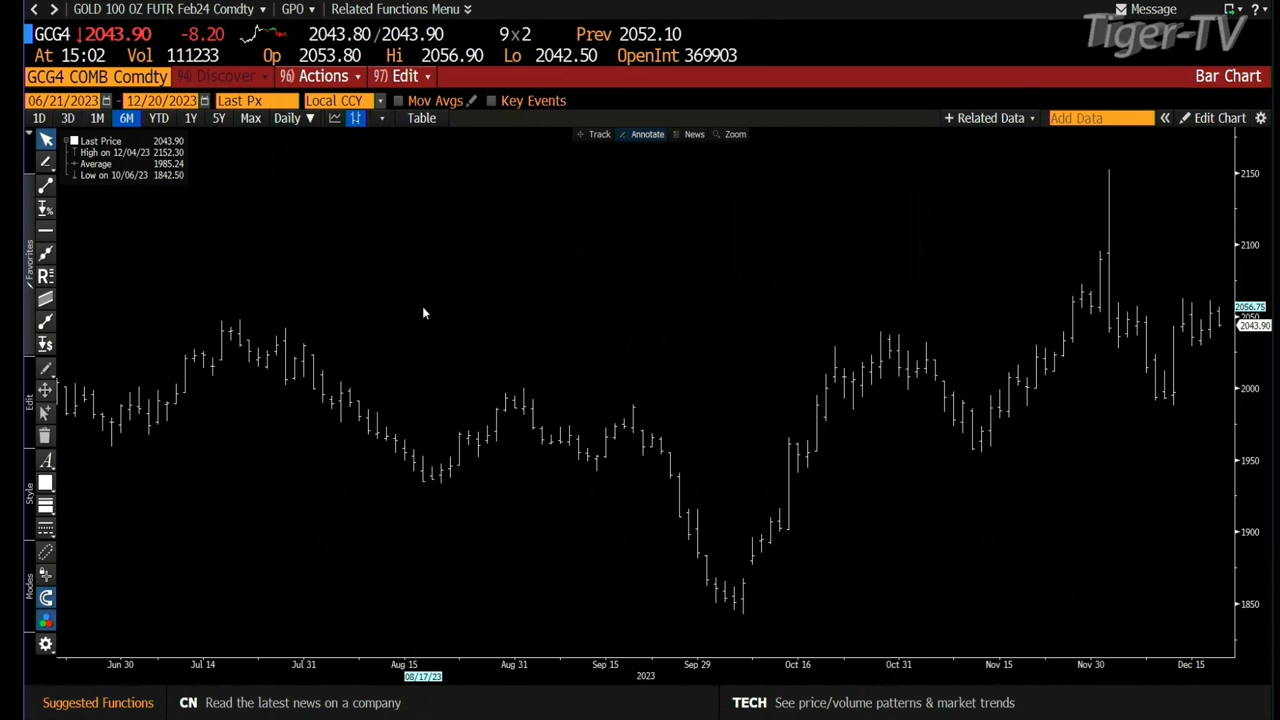 GOLD 100 OZ FUTR Feb24 Comdty GPO Related Functions Menu Message
Tiger-TV
GCG4 ↓2043.90 -8.20 2043.80/2043.90 9x2 Prev 2052.10
At 15:02 Vol 111233 Op 2053.80 Hi 2056.90 Lo 2042.50 OpenInt 369903
GCG4 COMB Comdty 94) Discover 96) Actions 97) Edit Bar Chart
06/21/2023 - 12/20/2023 Last Px Local CCY Mov Avgs Key Events
1D 3D 1M 6M YTD 1Y 5Y Max Daily ▼ Table + Related Data Add Data « Edit Chart
Track Annotate News Zoom
Last Price 2043.90
High on 12/04/23 2152.30
Average 1985.24
Low on 10/06/23 1842.50
Favorites
Edit
Style
Modes
2150
2100
2056.75
2050
2043.90
2000
1950
1900
1850
Jun 30 Jul 14 Jul 31 Aug 15 Aug 31 Sep 15 Sep 29 Oct 16 Oct 31 Nov 15 Nov 30 Dec 15
08/17/23 2023
Suggested Functions CN Read the latest news on a company TECH See price/volume patterns & market trends